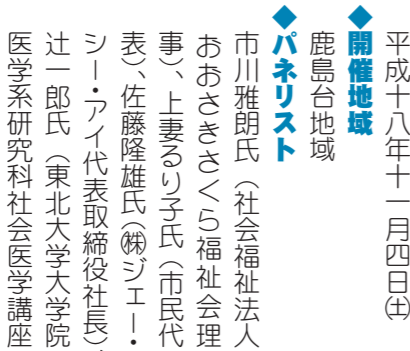 平成十八年十一月四日㈯
◆開催地域
鹿島台地域
◆パネリスト
市川雅朗氏（社会福祉法人
おおさきさくら福祉会理
事）、上妻るり子氏（市民代
表）、佐藤隆雄氏（㈱ジェー・
シー・アイ代表取締役社長）、
辻一郎氏（東北大学大学院
医学系研究科社会医学講座